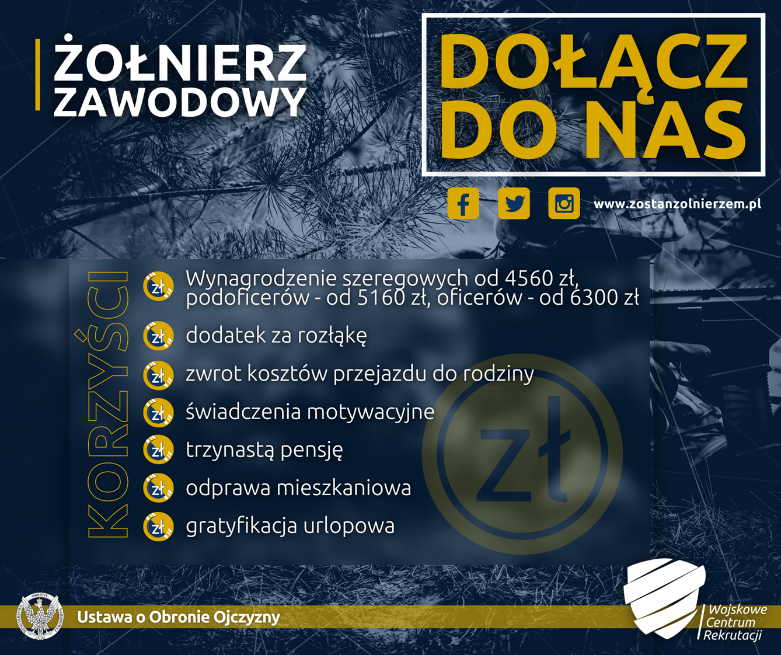 ŻOŁNIERZ
ZAWODOWY
DOŁĄCZ
DO NAS
www.zostanzolnierzem.pl
KORZYŚCI
Wynagrodzenie szeregowych od 4560 zł,
podoficerów - od 5160 zł, oficerów - od 6300 zł
dodatek za rozłąkę
zwrot kosztów przejazdu do rodziny
świadczenia motywacyjne
trzynastą pensję
odprawa mieszkaniowa
gratyfikacja urlopowa
zł
Ustawa o Obronie Ojczyzny
Wojskowe
Centrum
Rekrutacji